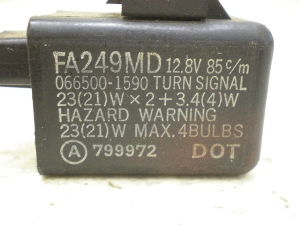 FA249MD 12.8V 85 c/m
066500-1590 TURN SIGNAL
23(21)W×2+3.4(4)W
HAZARD WARNING
23(21)W MAX.4BULBS
Ⓐ 799972 DOT